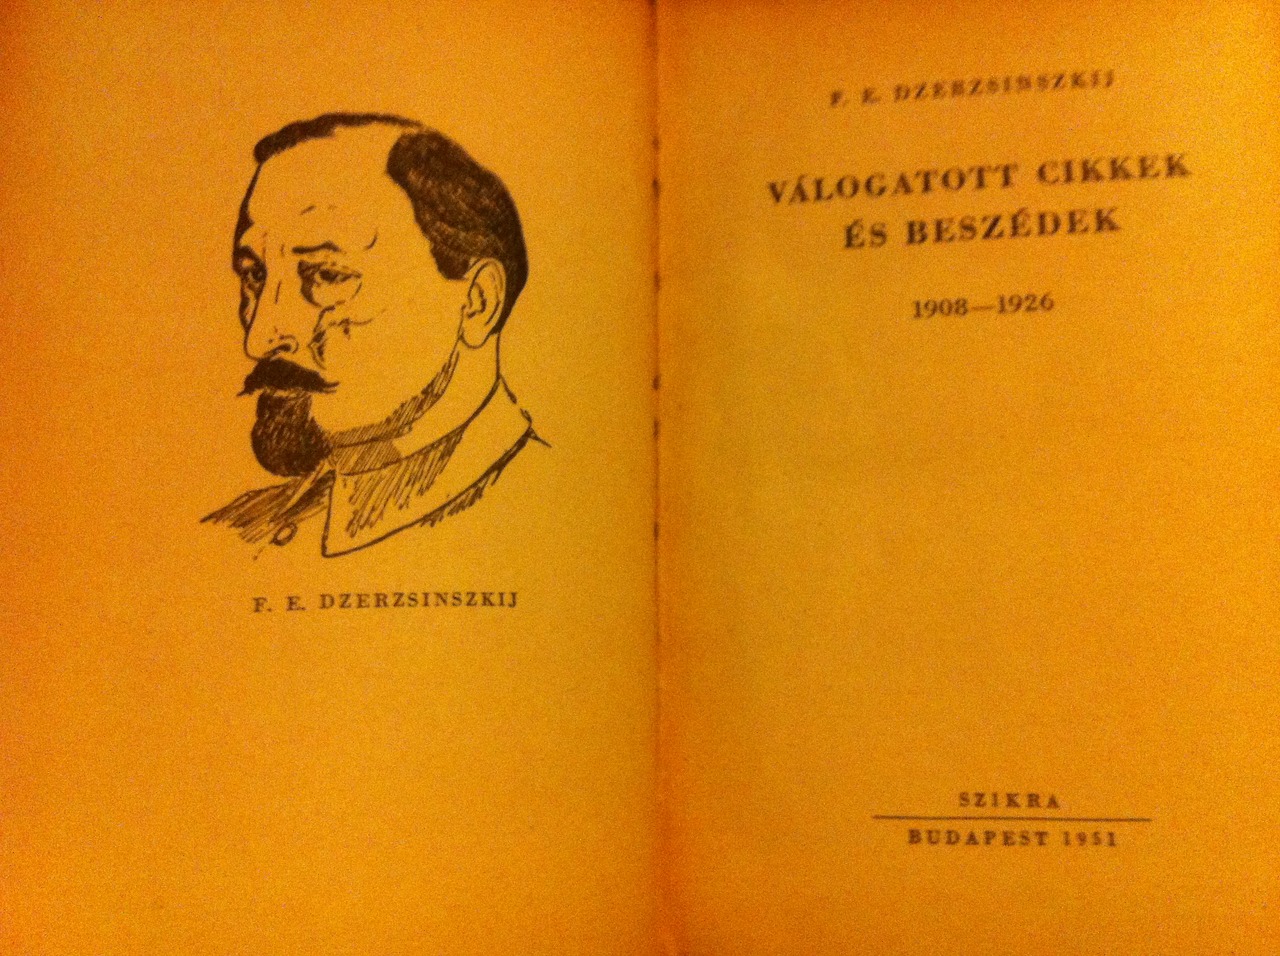 F. E. DZERZSINSZKIJ
F. E. DZERZSINSZKIJ
VÁLOGATOTT CIKKEK
ÉS BESZÉDEK
1908—1926
SZIKRA
BUDAPEST 1951